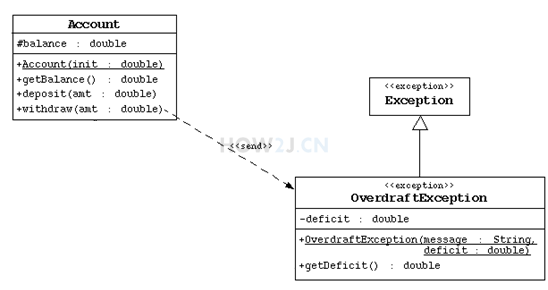 Account
#balance : double
+Account(init : double)
+getBalance() : double
+deposit(amt : double)
+withdraw(amt : double)
HOW2J.CN
<<send>>
<<exception>>
Exception
<<exception>>
OverdraftException
-deficit : double
+OverdraftException(message : String,
deficit : double)
+getDeficit() : double